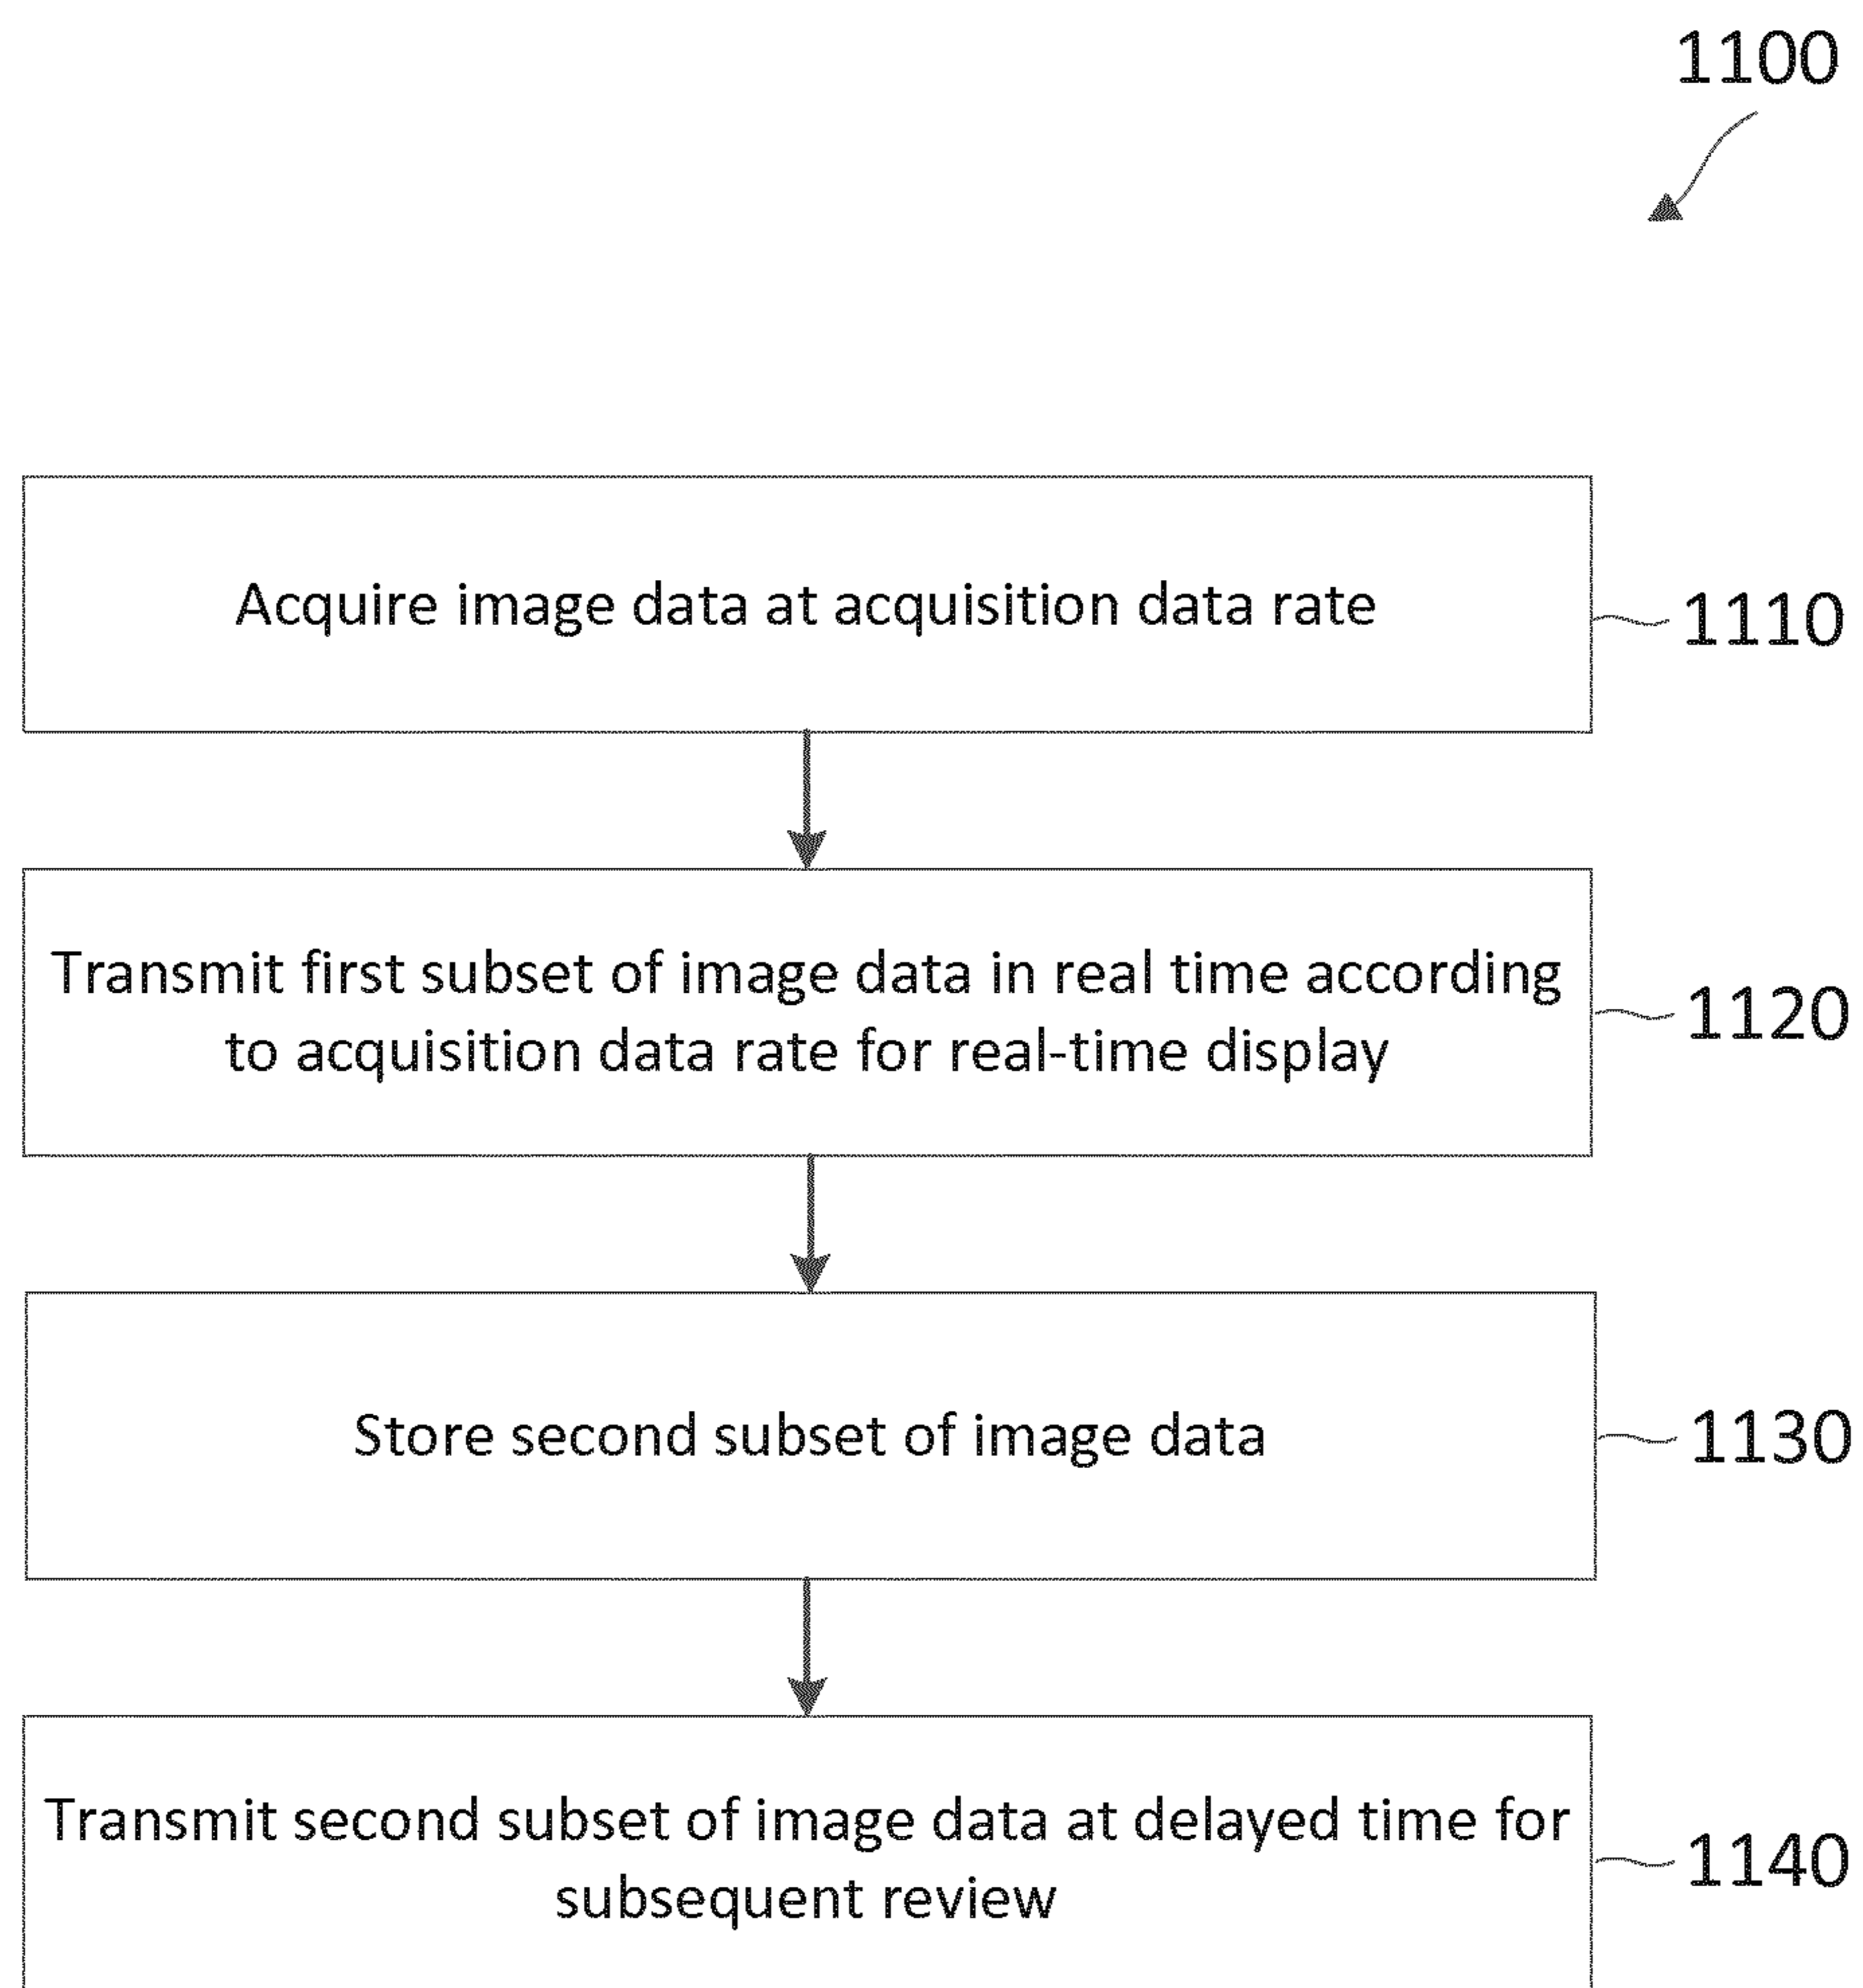 1100
Acquire image data at acquisition data rate
1110
Transmit first subset of image data in real time according
to acquisition data rate for real-time display
1120
Store second subset of image data
1130
Transmit second subset of image data at delayed time for
subsequent review
1140